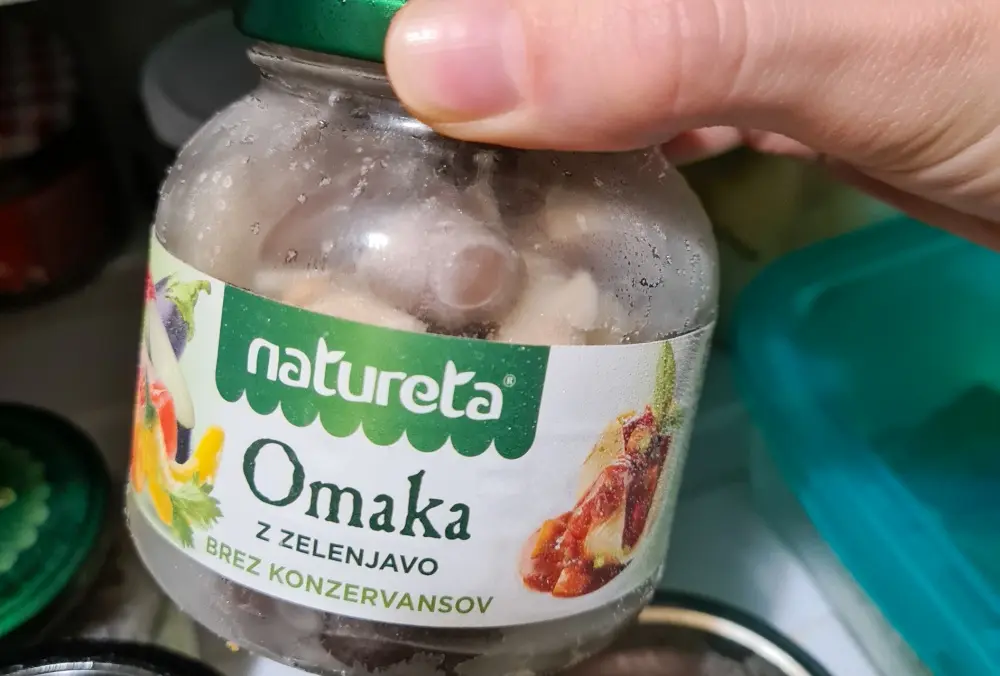 natureta®
Omaka
Z ZELENJAVO
BREZ KONZERVANSOV